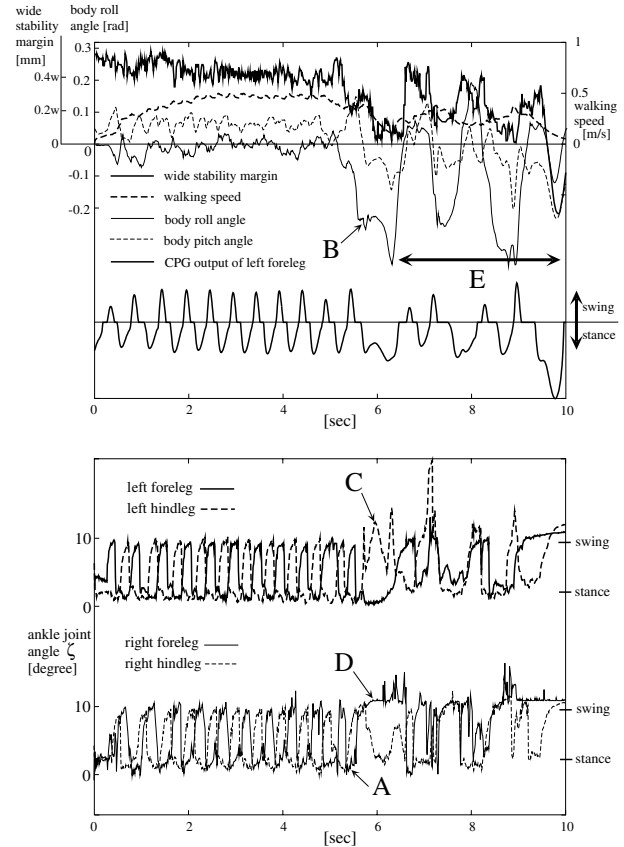 wide
stability
margin
[mm]
body roll
angle [rad]
0.3
0.4w
0.2
0.2w
0.1
0
0
-0.1
-0.2
1
0.5
walking
speed
[m/s]
0
wide stability margin
walking speed
body roll angle
body pitch angle
CPG output of left foreleg
B
E
swing
stance
0 2 4 6 8 10
[sec]
left foreleg
left hindleg
C
10
0
swing
stance
ankle joint
angle ζ
[degree]
right foreleg
right hindleg
D
10
0
swing
stance
A
0 2 4 6 8 10
[sec]